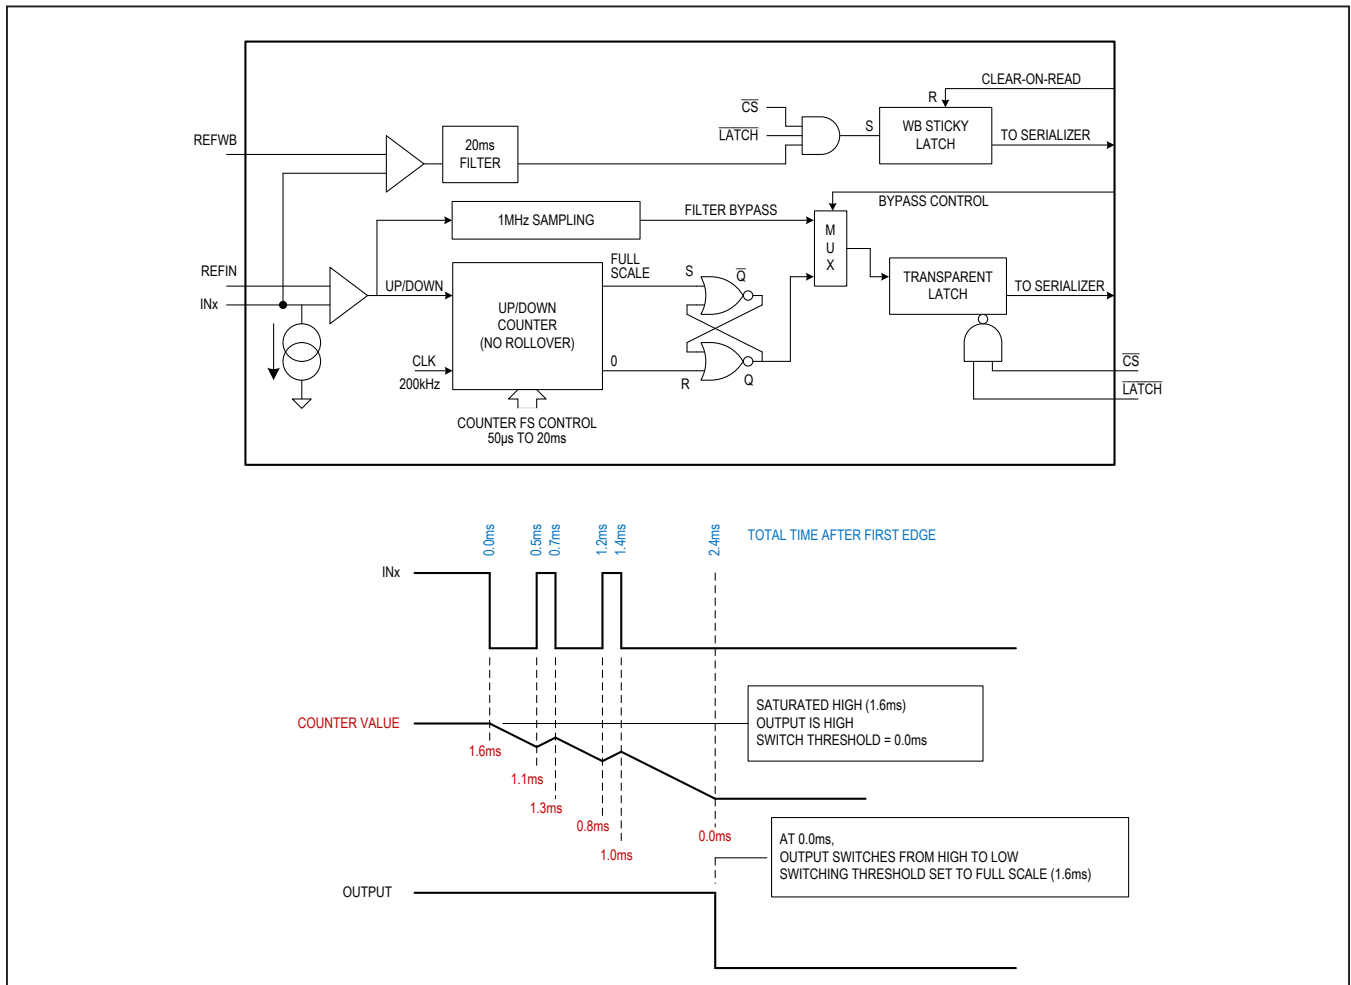 CLEAR-ON-READ
R
CS
REFWB
20ms
FILTER
LATCH
S
WB STICKY
LATCH
TO SERIALIZER
BYPASS CONTROL
1MHz SAMPLING
FILTER BYPASS
M
U
X
REFIN
INx
UP/DOWN
FULL
SCALE
S
Q
TRANSPARENT
LATCH
TO SERIALIZER
UP/DOWN
COUNTER
(NO ROLLOVER)
CLK
200kHz
0
R
Q
CS
LATCH
COUNTER FS CONTROL
50µs TO 20ms
0.0ms
0.5ms
0.7ms
1.2ms
1.4ms
2.4ms
TOTAL TIME AFTER FIRST EDGE
INx
COUNTER VALUE
SATURATED HIGH (1.6ms)
OUTPUT IS HIGH
SWITCH THRESHOLD = 0.0ms
1.6ms
1.1ms
1.3ms
0.8ms
1.0ms
0.0ms
AT 0.0ms,
OUTPUT SWITCHES FROM HIGH TO LOW
SWITCHING THRESHOLD SET TO FULL SCALE (1.6ms)
OUTPUT